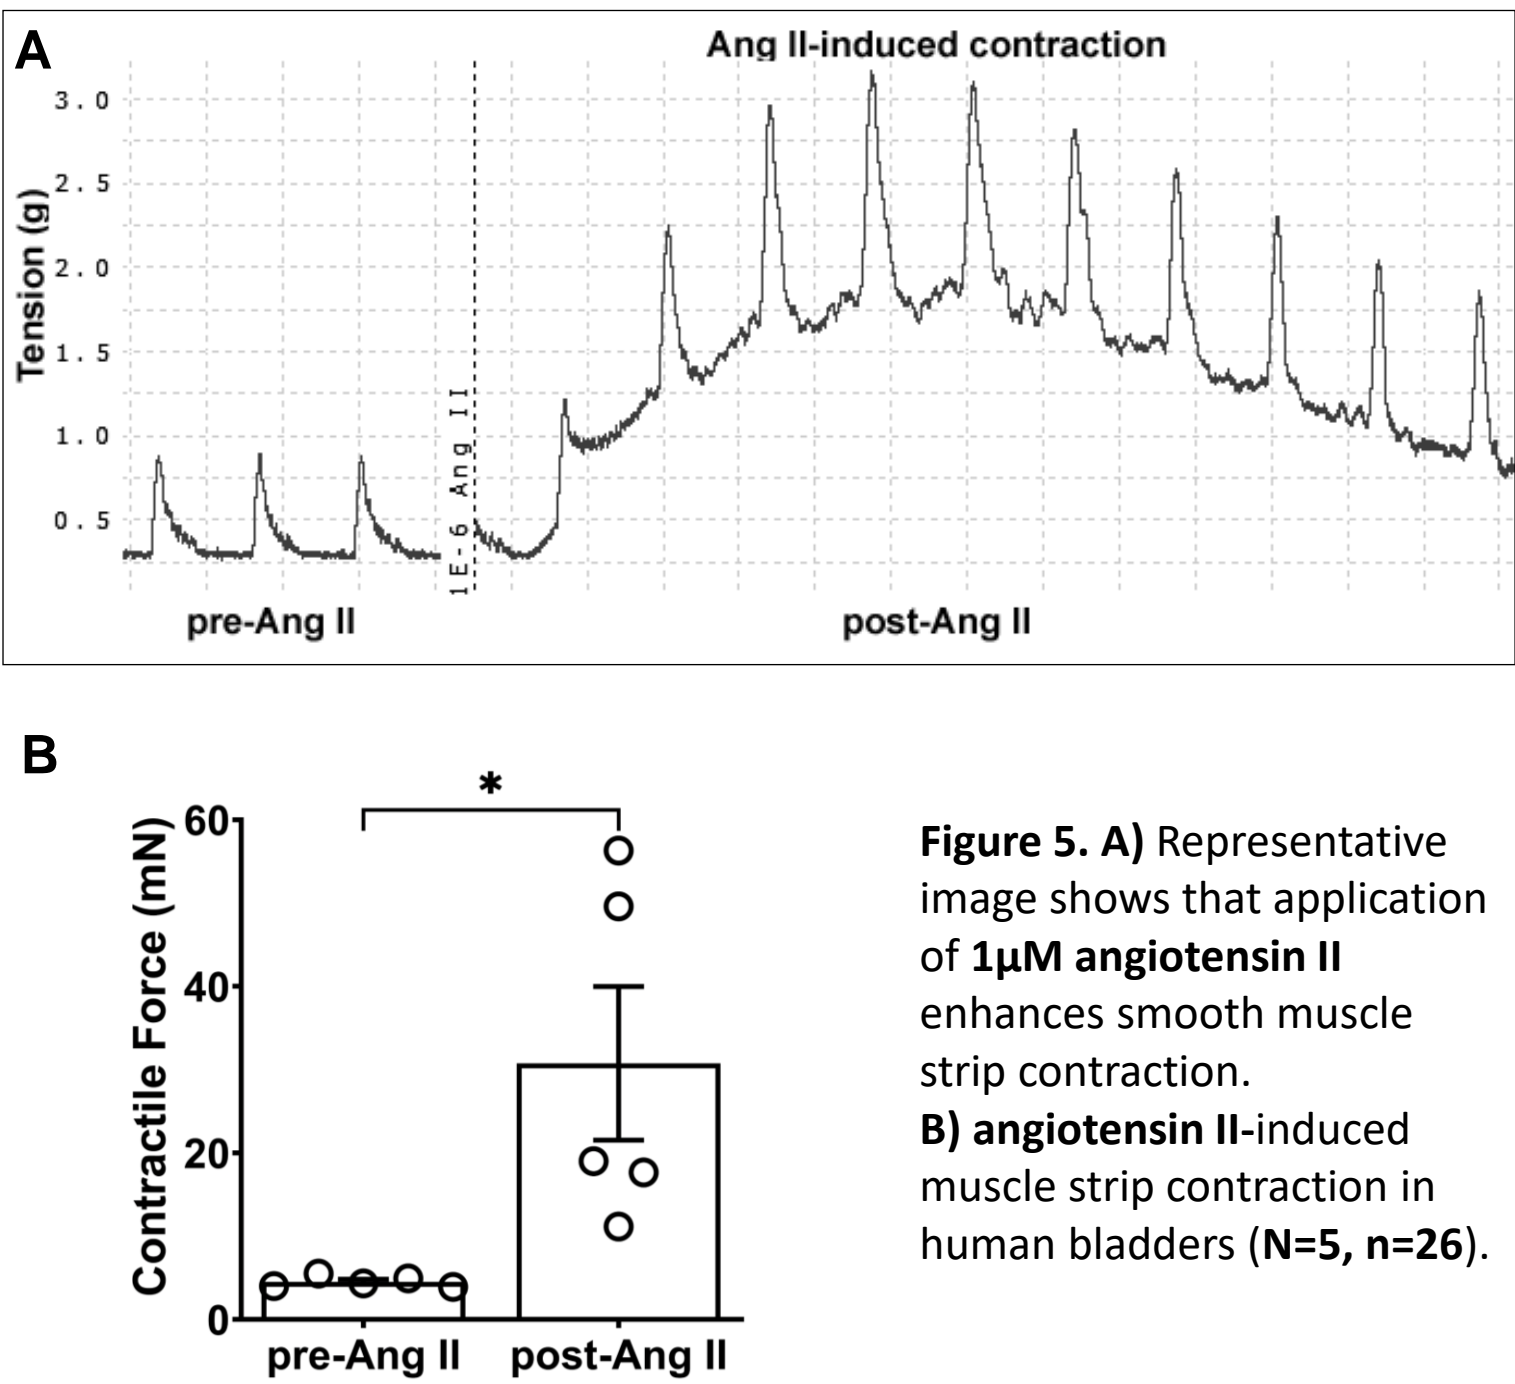 A
Ang II-induced contraction
Tension (g)
3.0
2.5
2.0
1.5
1.0
0.5
1E-6 Ang II
pre-Ang II
post-Ang II
B
*
Contractile Force (mN)
60
40
20
0
pre-Ang II
post-Ang II
Figure 5. A) Representative
image shows that application
of 1µM angiotensin II
enhances smooth muscle
strip contraction.
B) angiotensin II-induced
muscle strip contraction in
human bladders (N=5, n=26).